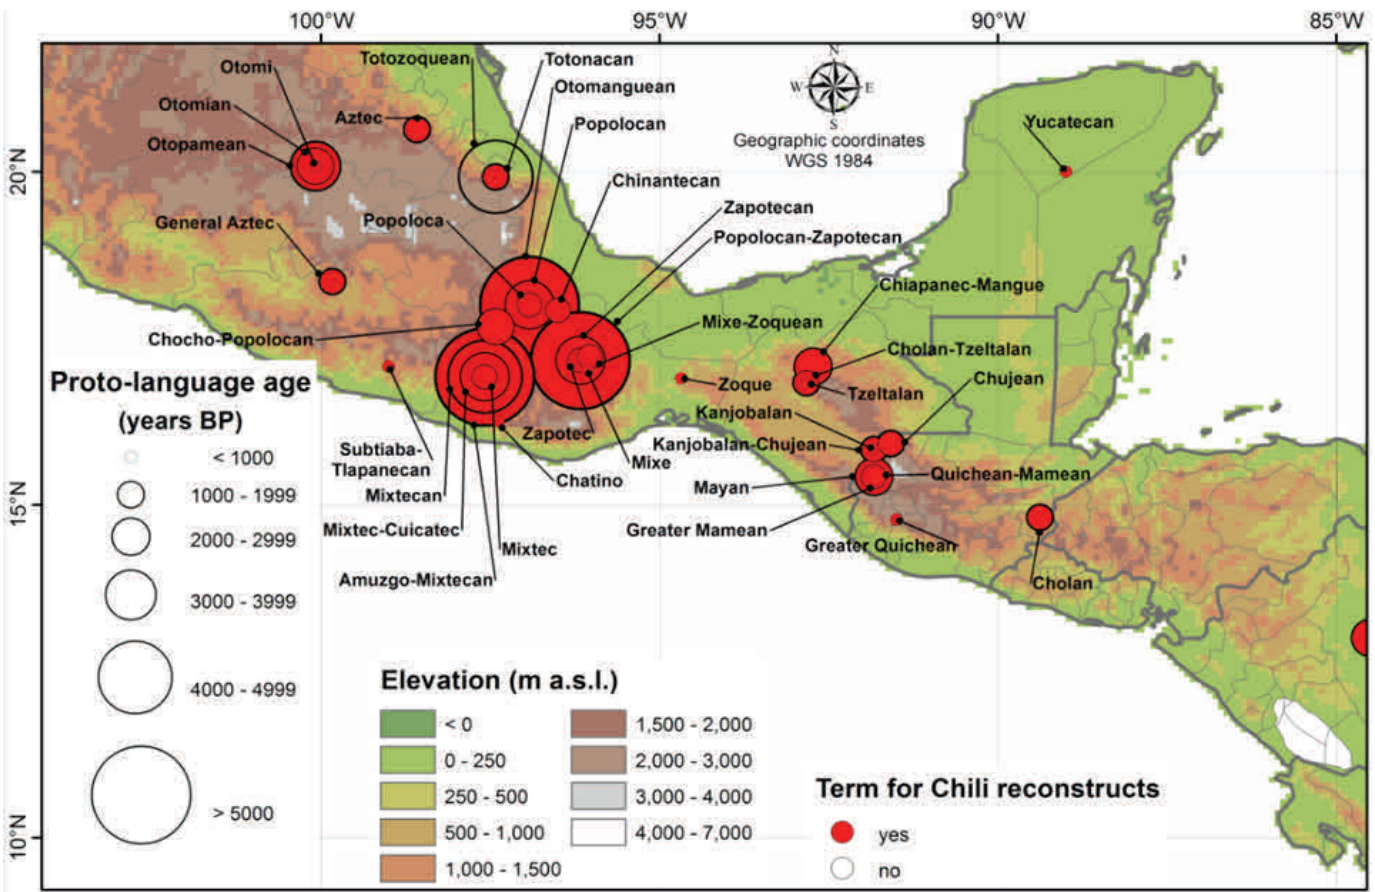 100°W
95°W
90°W
85°W
Totozoquean
Totonacan
Otomi
Otomanguean
Otomian
Aztec
Popolocan
Otopamean
N
W E
S
Geographic coordinates
WGS 1984
Yucatecan
20°N
Chinantecan
General Aztec
Popoloca
Zapotecan
Popolocan-Zapotecan
Chiapanec-Mangue
Chocho-Popolocan
Mixe-Zoquean
Cholan-Tzeltalan
Chujean
Zoque
Tzeltalan
Kanjobalan
Subtiaba-
Tlapanecan
Zapotec
Kanjobalan-Chujean
Mixe
Chatino
Mayan
Quichean-Mamean
Mixtecan
15°N
Mixtec-Cuicatec
Greater Mamean
Mixtec
Greater Quichean
Amuzgo-Mixtecan
Cholan
10°N
Proto-language age
(years BP)
< 1000
1000 - 1999
2000 - 2999
3000 - 3999
4000 - 4999
> 5000
Elevation (m a.s.l.)
< 0
0 - 250
250 - 500
500 - 1,000
1,000 - 1,500
1,500 - 2,000
2,000 - 3,000
3,000 - 4,000
4,000 - 7,000
Term for Chili reconstructs
yes
no